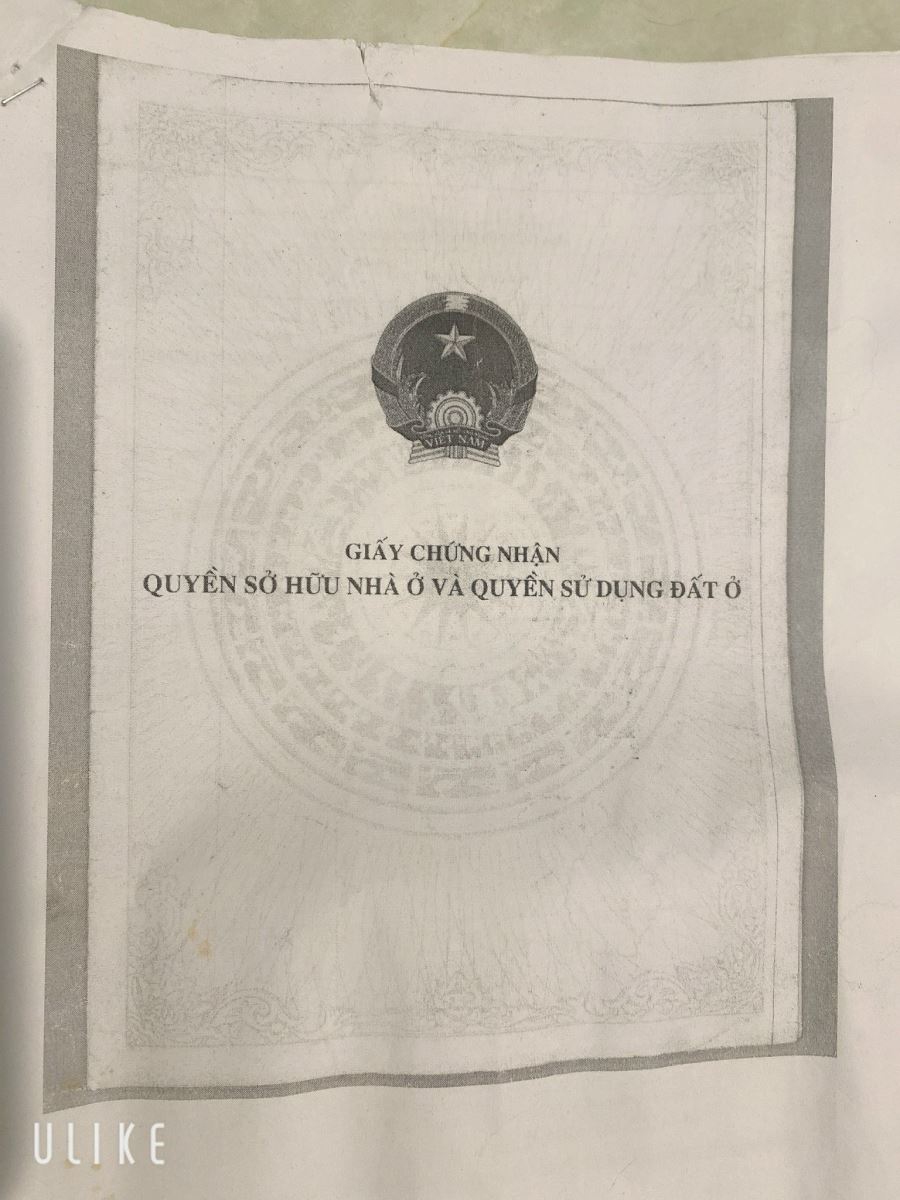 VIỆT NAM
GIẤY CHỨNG NHẬN
QUYỀN SỞ HỮU NHÀ Ở VÀ QUYỀN SỬ DỤNG ĐẤT Ở
ULIKE